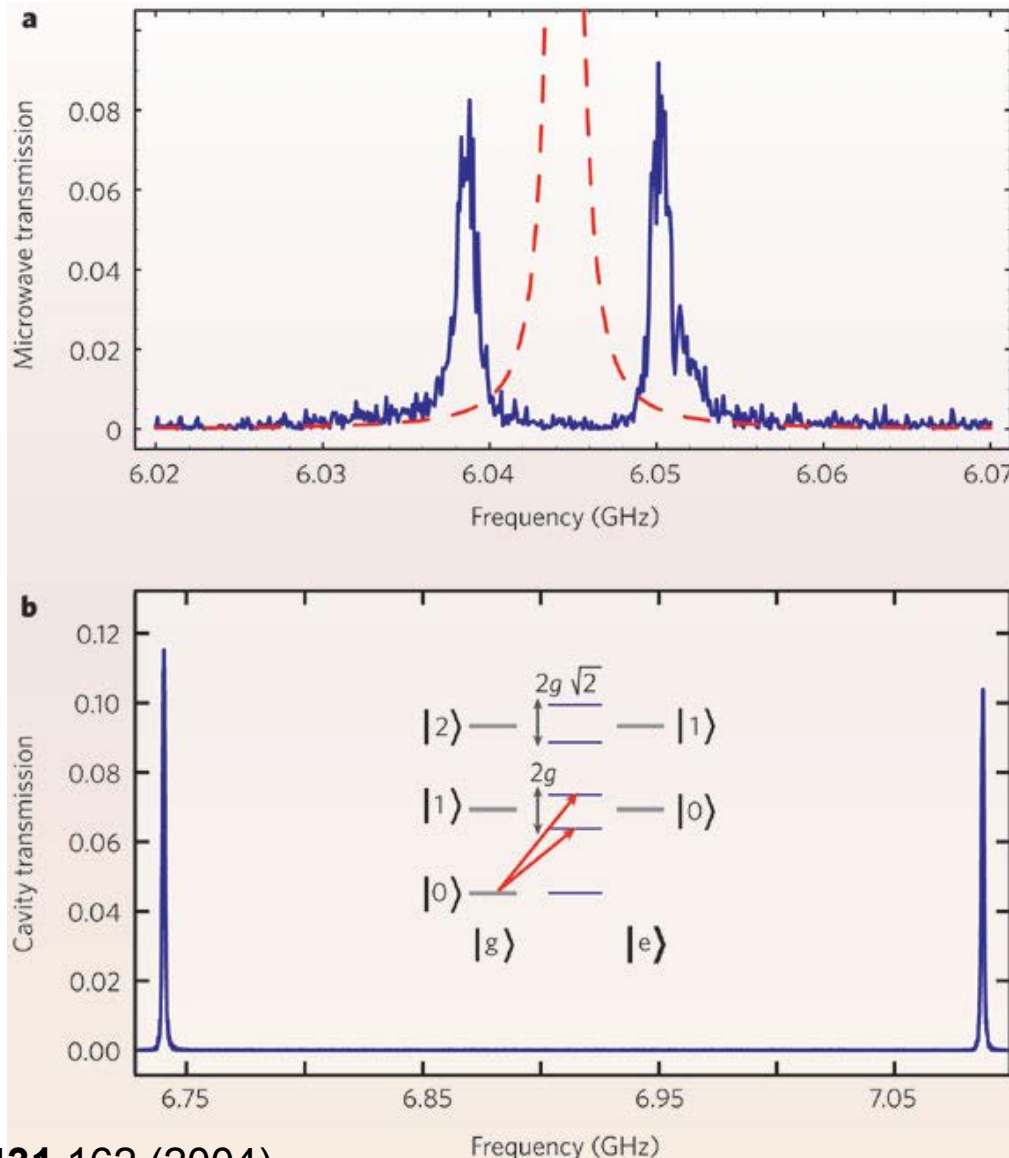 a
Microwave transmission
0.08
0.06
0.04
0.02
0
6.02 6.03 6.04 6.05 6.06 6.07
Frequency (GHz)
b
Cavity transmission
0.12
0.10
0.08
0.06
0.04
0.02
0.00
2g √2
|2⟩ |1⟩
2g
|1⟩ |0⟩
|0⟩
|g⟩ |e⟩
6.75 6.85 6.95 7.05
Frequency (GHz)
31 162 (2004)